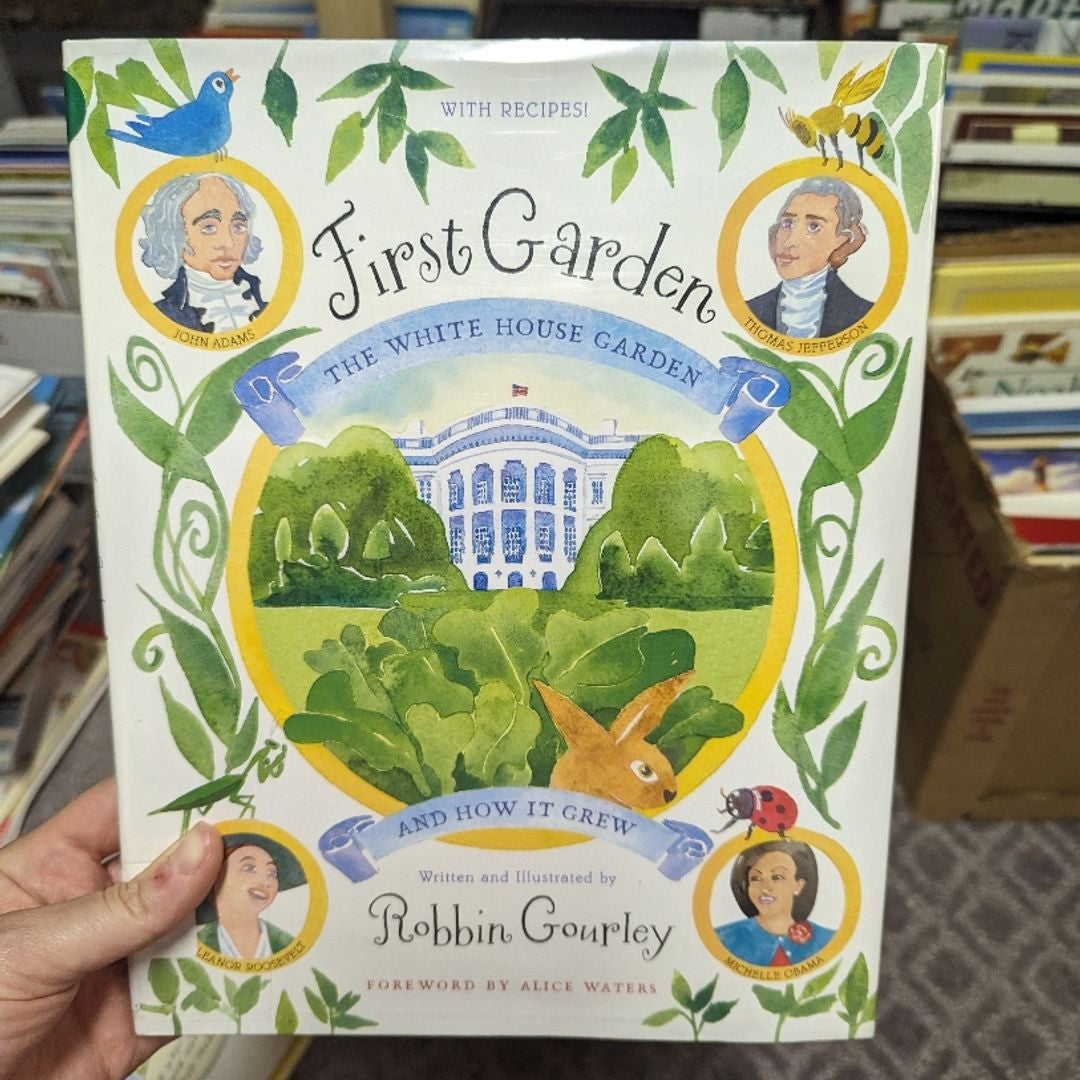 WITH RECIPES!
First Garden
THE WHITE HOUSE GARDEN
JOHN ADAMS
THOMAS JEFFERSON
AND HOW IT GREW
Written and Illustrated by
Robbin Gourley
LEANOR ROOSEVELT
MICHELLE OBAMA
FOREWORD BY ALICE WATERS